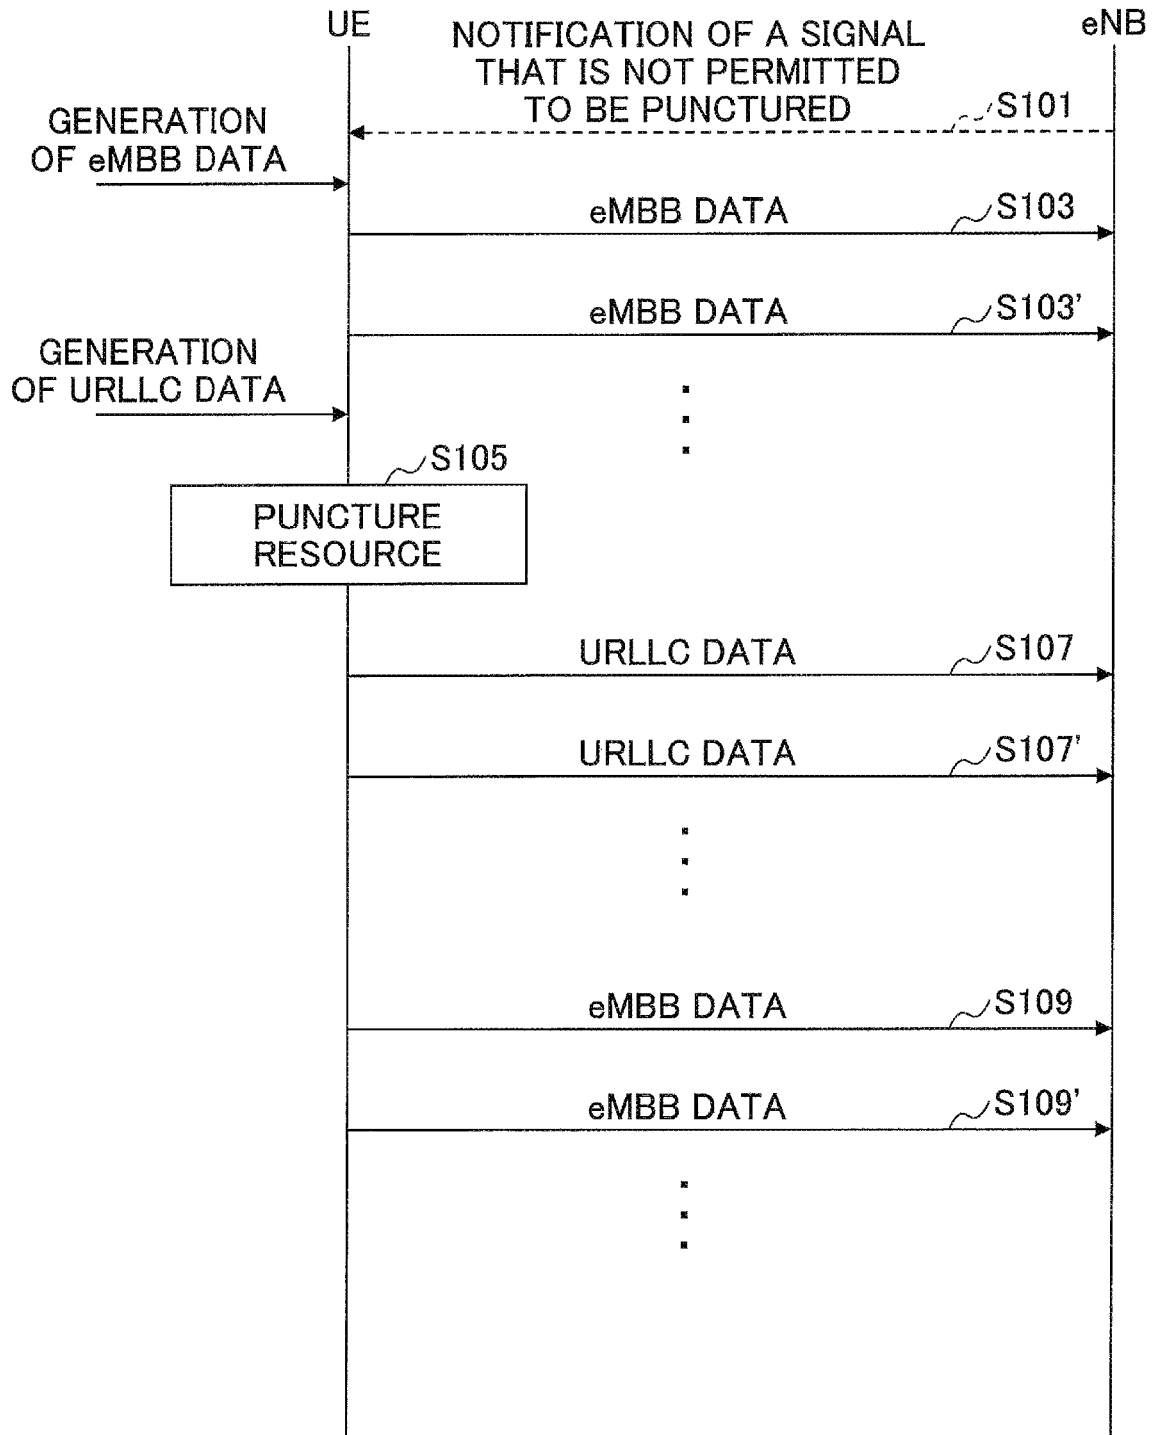 UE
eNB
NOTIFICATION OF A SIGNAL
THAT IS NOT PERMITTED
TO BE PUNCTURED
S101
GENERATION
OF eMBB DATA
eMBB DATA
S103
eMBB DATA
S103'
GENERATION
OF URLLC DATA
S105
PUNCTURE
RESOURCE
URLLC DATA
S107
URLLC DATA
S107'
eMBB DATA
S109
eMBB DATA
S109'